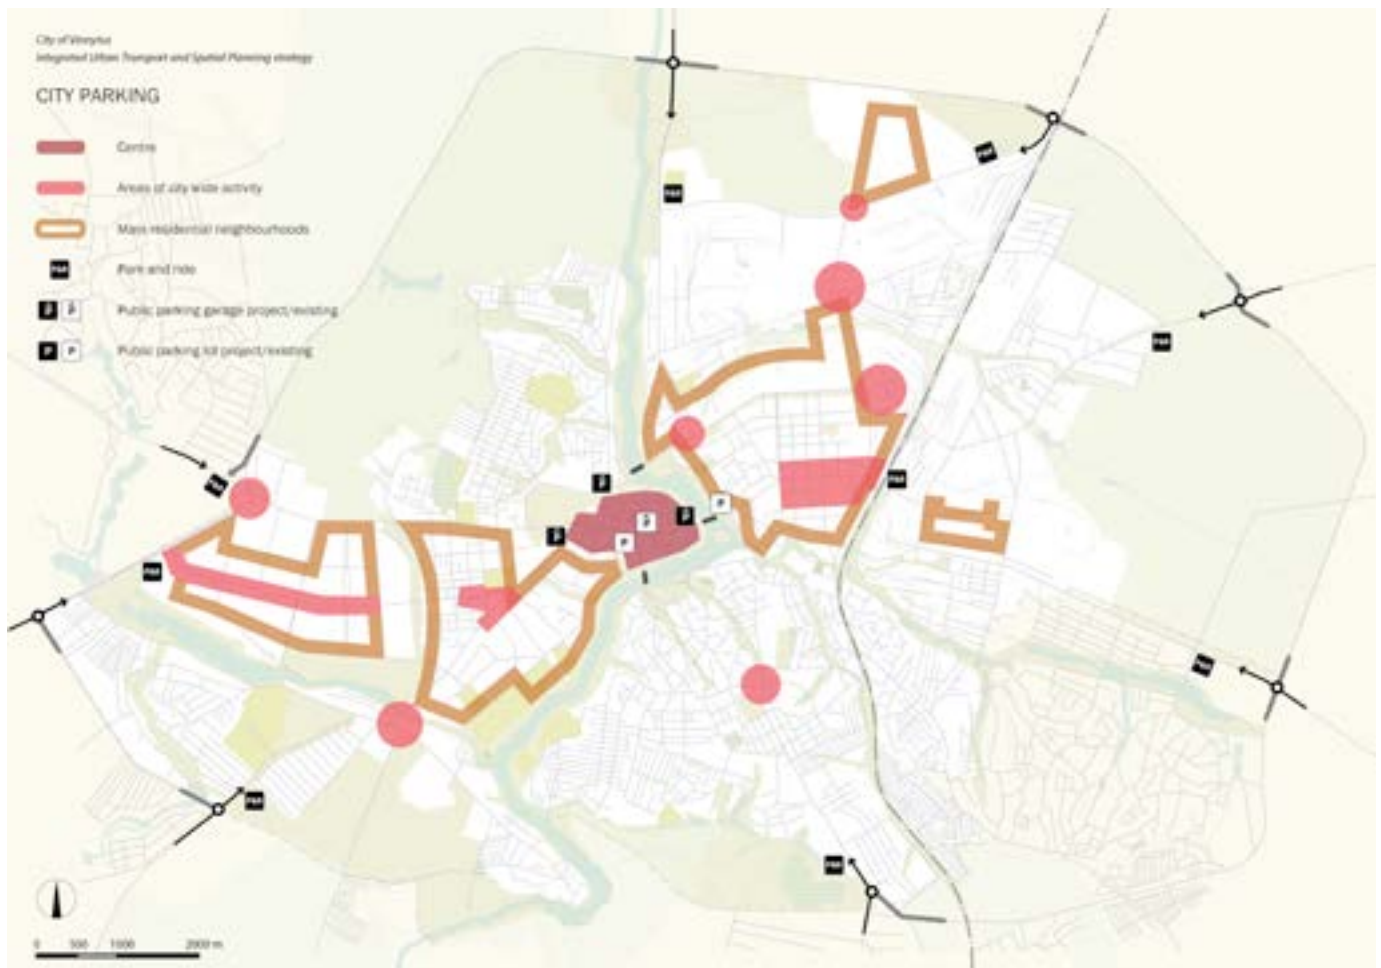 City of Vinnytsia
Integrated Urban Transport and Spatial Planning strategy
CITY PARKING
Centre
Areas of city wide activity
Mass residential neighbourhoods
P&R
Park and ride
P P
Public parking garage project/existing
P P
Public parking lot project/existing
P&R
P&R
P&R
P&R
P
P&R
P&R
P
P
P
P
P
P&R
P&R
P&R
P&R
0 500 1000 2000 m